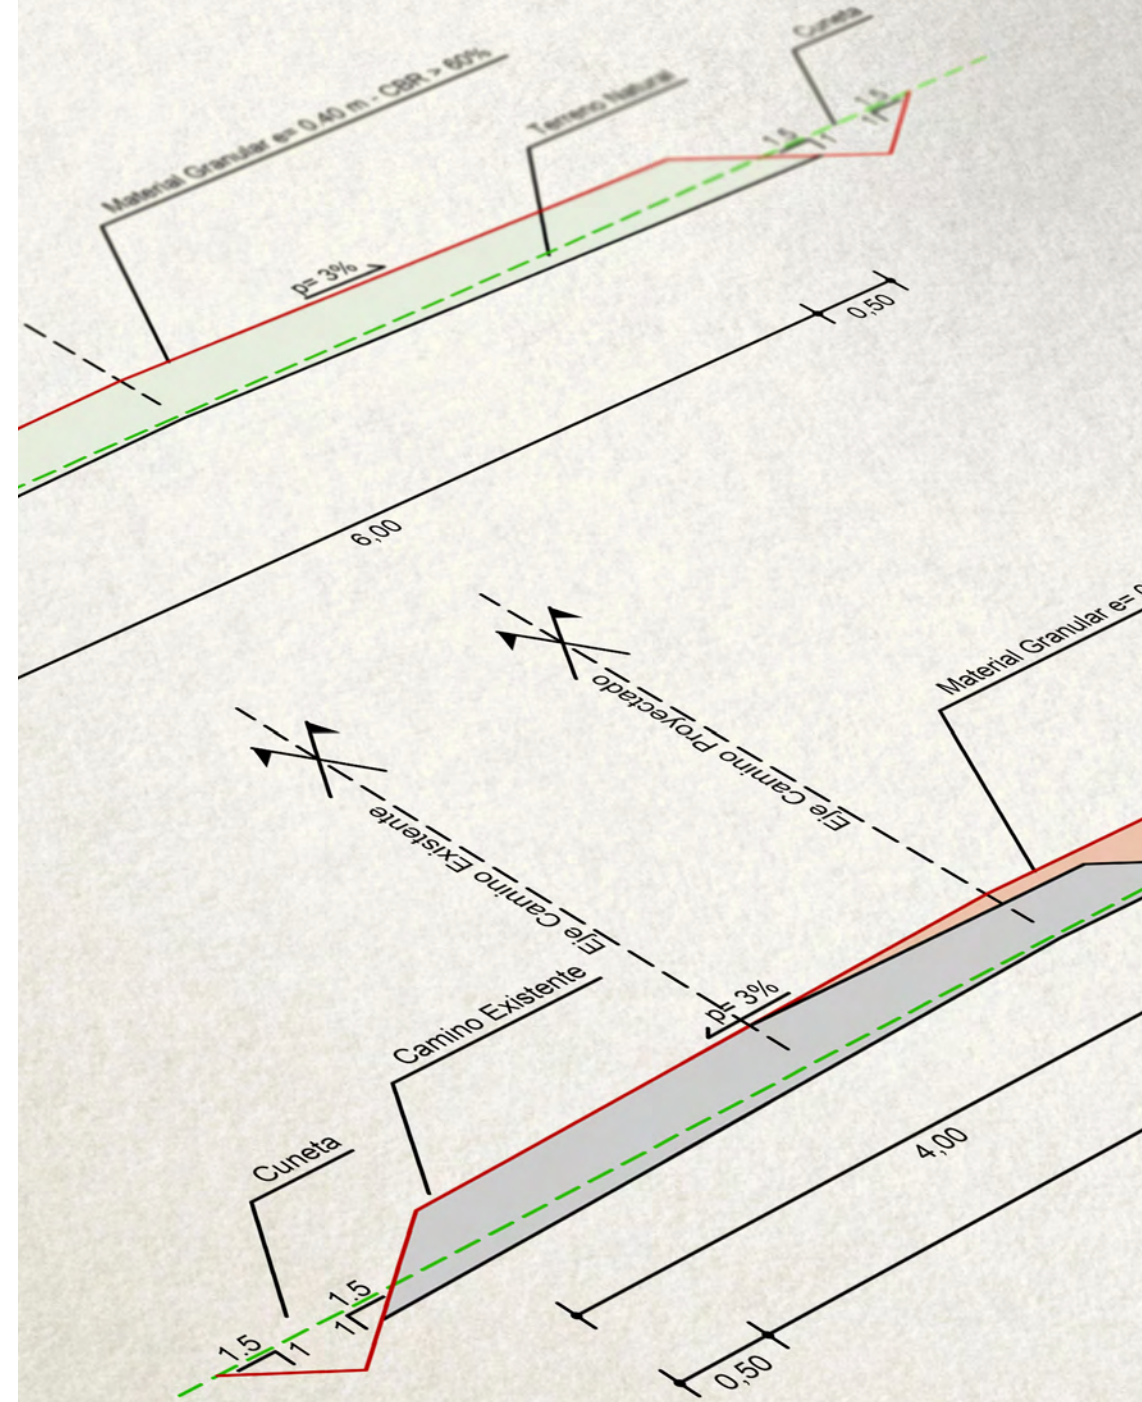 Cuneta
Material Granular e= 0.40 m - CBR > 60%
Terreno Natural
1.5
1
1.5
1
p= 3%
0,50
6,00
Material Granular e=
Eje Camino Proyectado
Eje Camino Existente
p= 3%
Camino Existente
4,00
Cuneta
1.5
1
1.5
1
0,50